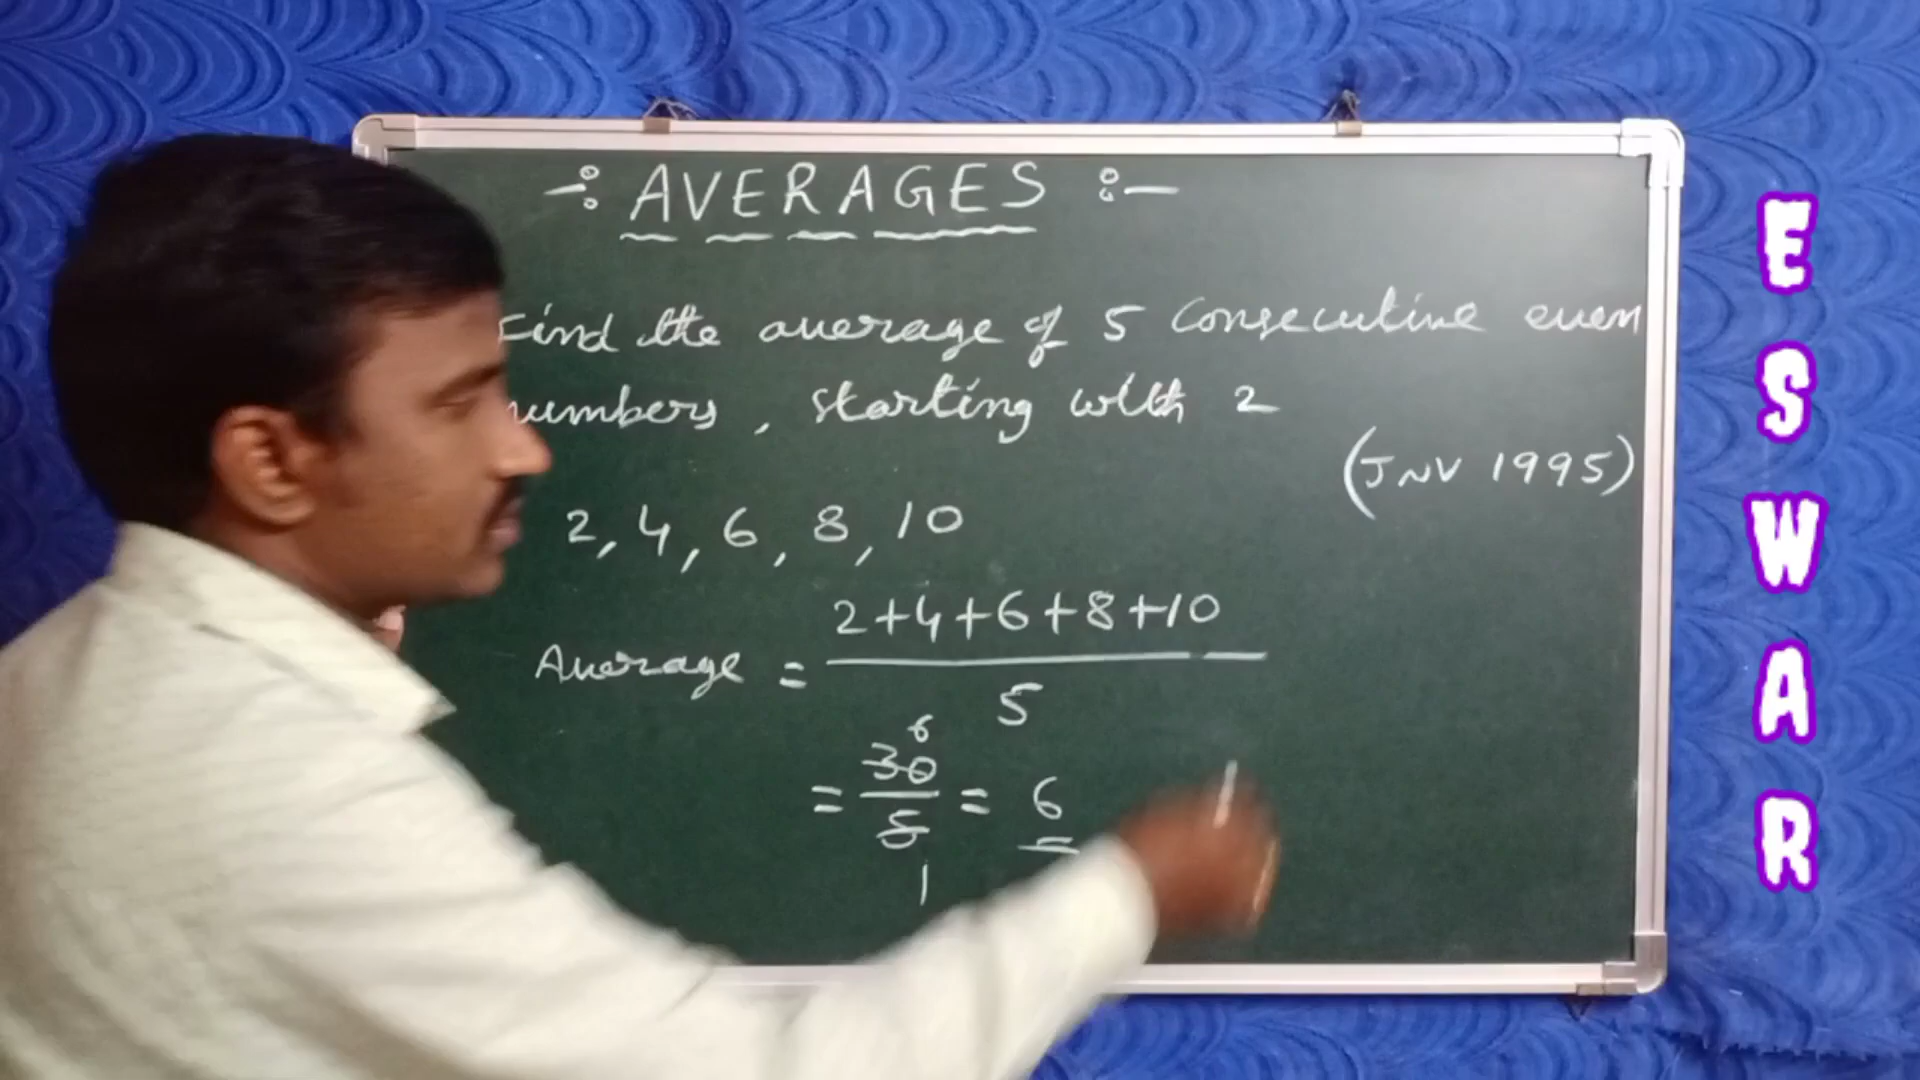 -: AVERAGES :-
Find the average of 5 consecutive even
numbers, starting with 2
(JNV 1995)
2, 4, 6, 8, 10
Average = 2+4+6+8+10
5
6
= 30 = 6
5
1
ESWAR